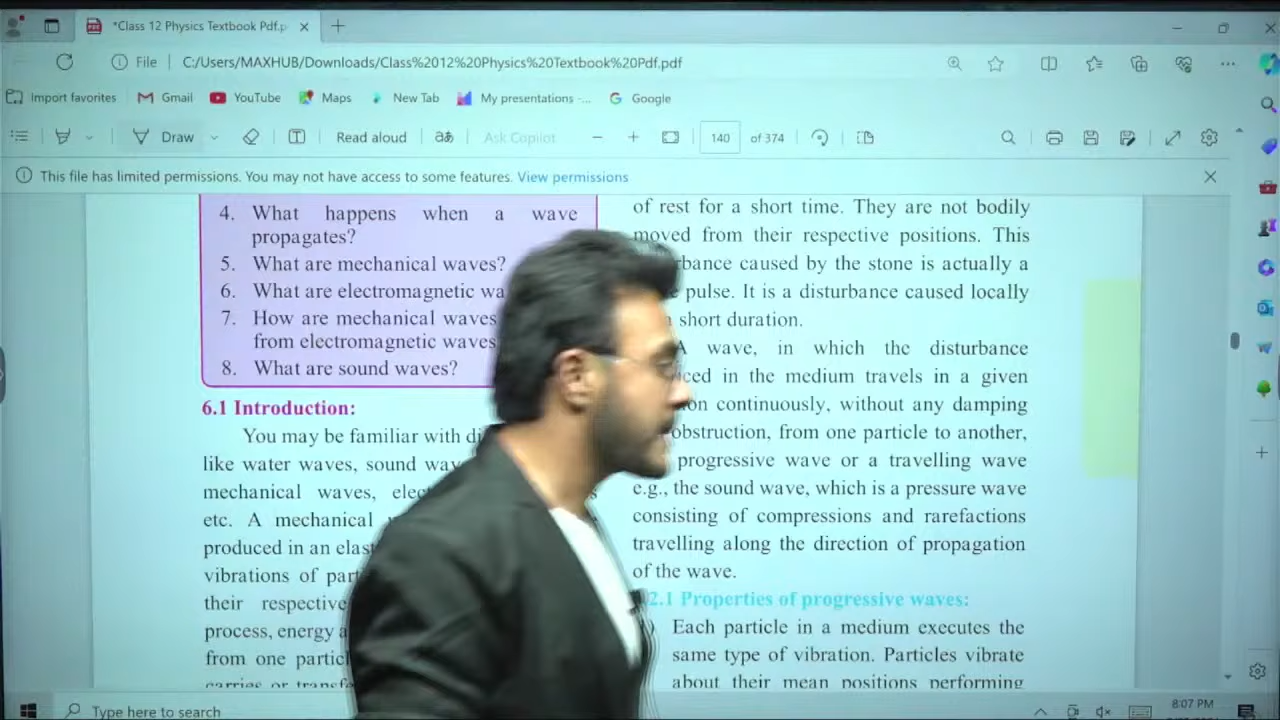 *Class 12 Physics Textbook Pdf.p
File
C:/Users/MAXHUB/Downloads/Class%2012%20Physics%20Textbook%20Pdf.pdf
Import favorites
Gmail
YouTube
Maps
New Tab
My presentations -...
Google
Draw
Read aloud
Ask Copilot
140
of 374
This file has limited permissions. You may not have access to some features. View permissions
4. What happens when a wave
propagates?
5. What are mechanical waves?
6. What are electromagnetic
7. How are mechanical waves
from electromagnetic waves
8. What are sound waves?
6.1 Introduction:
You may be familiar with
like water waves, sound
mechanical waves,
etc. A mechanical
produced in an
vibrations of
their respective
process, energy
from one
carries or
of rest for a short time. They are not bodily
moved from their respective positions. This
caused by the stone is actually a
pulse. It is a disturbance caused locally
short duration.
A wave, in which the disturbance
in the medium travels in a given
continuously, without any damping
obstruction, from one particle to another,
progressive wave or a travelling wave
e.g., the sound wave, which is a pressure wave
consisting of compressions and rarefactions
travelling along the direction of propagation
of the wave.
2.1 Properties of progressive waves:
Each particle in a medium executes the
same type of vibration. Particles vibrate
about their mean positions performing
Type here to search
8:07 PM